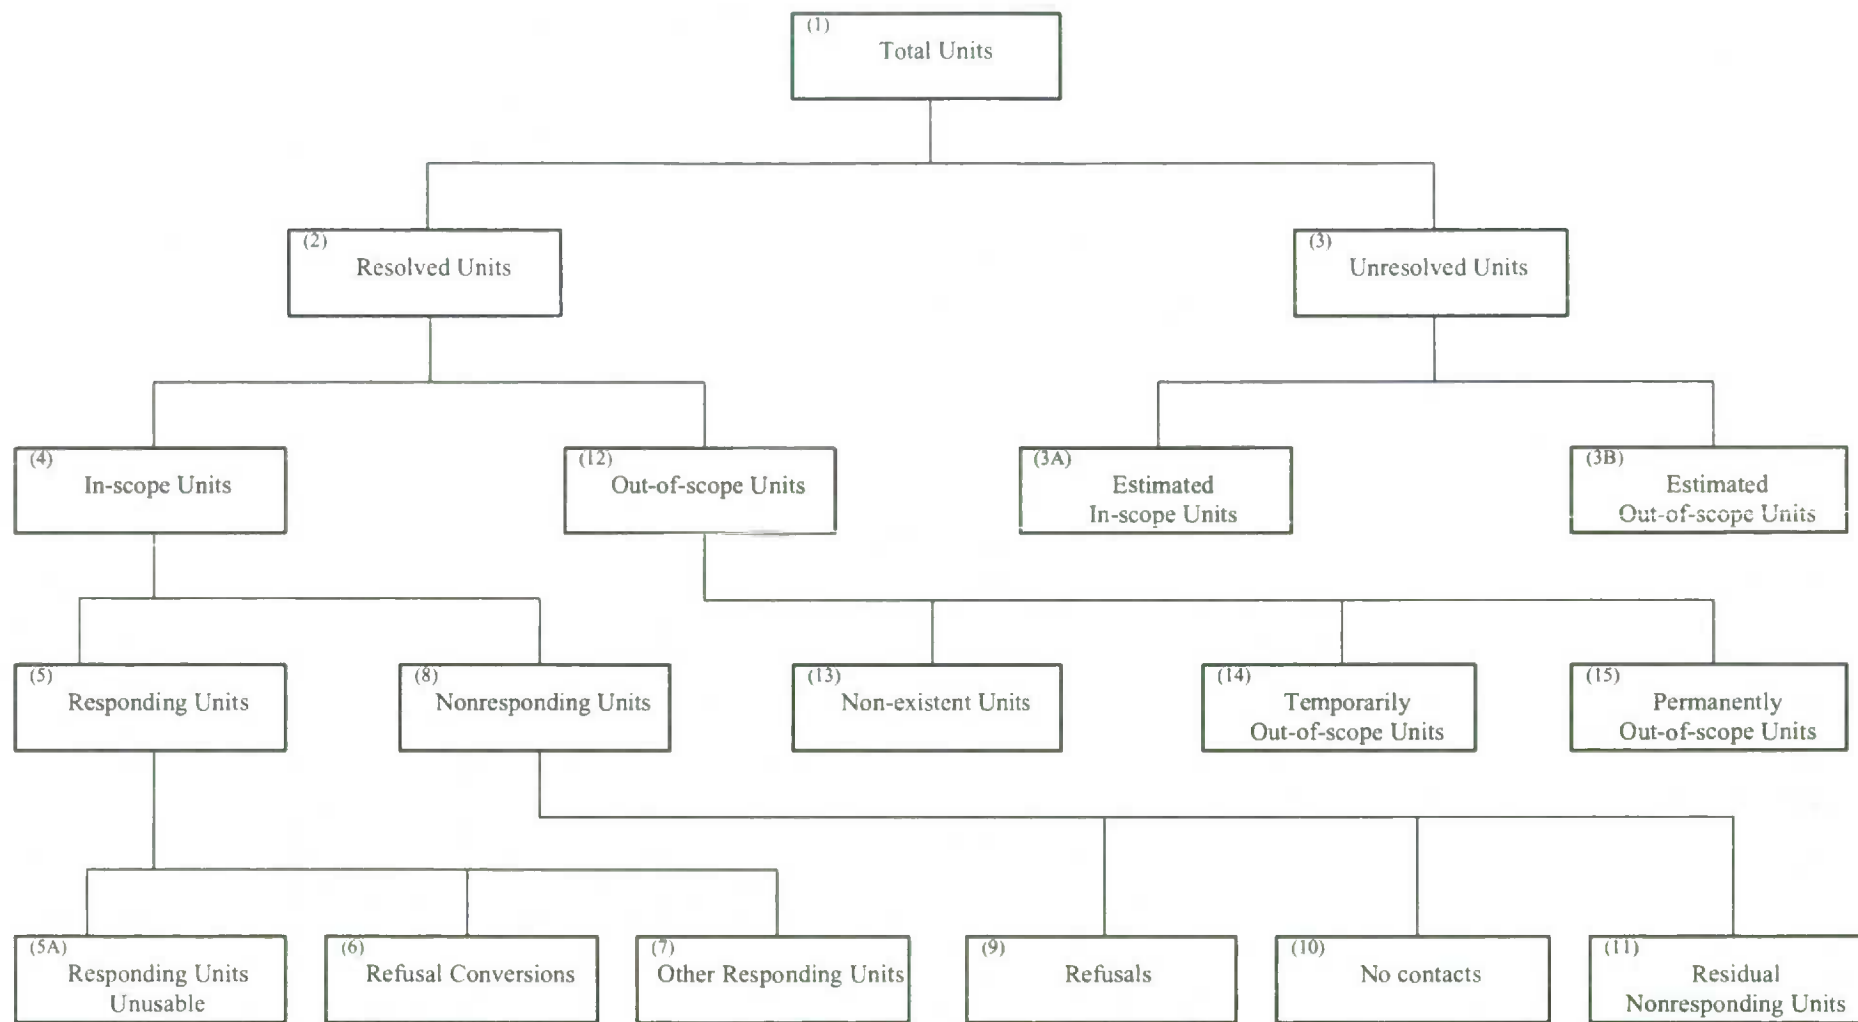 (1)
Total Units
(2)
Resolved Units
(3)
Unresolved Units
(4)
In-scope Units
(12)
Out-of-scope Units
(3A)
Estimated
In-scope Units
(3B)
Estimated
Out-of-scope Units
(5)
Responding Units
(8)
Nonresponding Units
(13)
Non-existent Units
(14)
Temporarily
Out-of-scope Units
(15)
Permanently
Out-of-scope Units
(5A)
Responding Units
Unusable
(6)
Refusal Conversions
(7)
Other Responding Units
(9)
Refusals
(10)
No contacts
(11)
Residual
Nonresponding Units